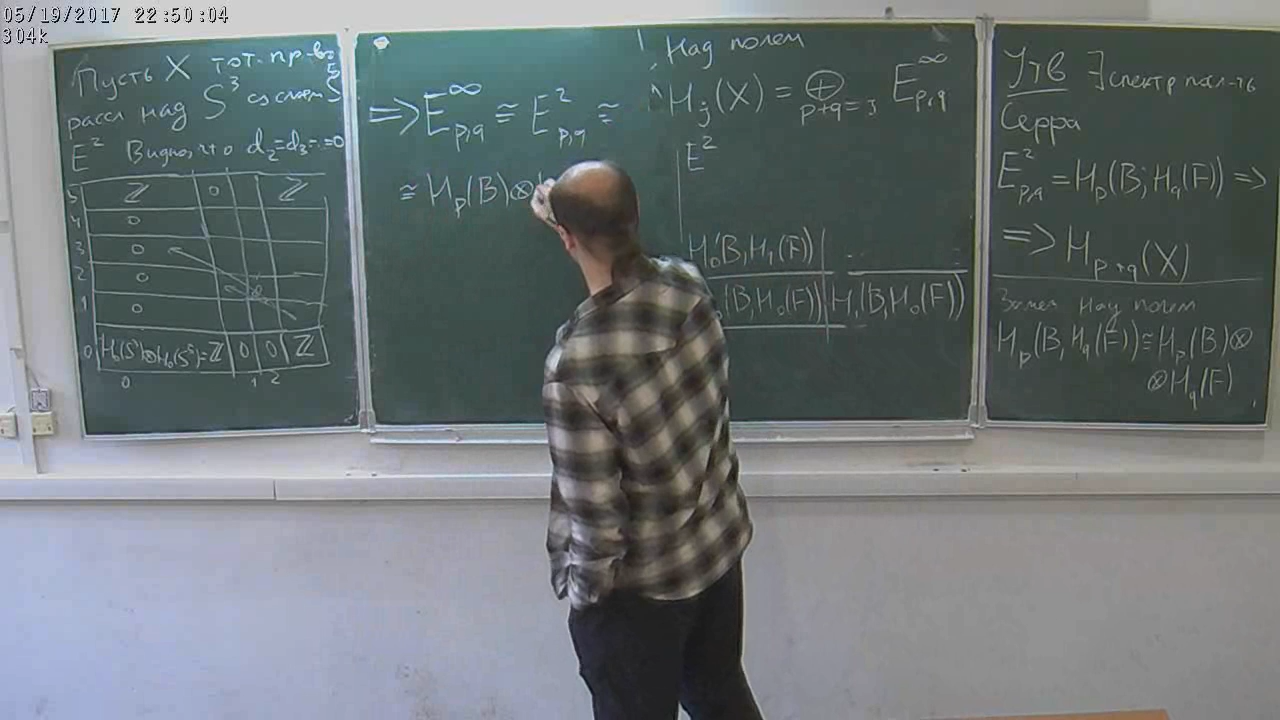 05/19/2017 22:50:04
304k
Пусть X тот. пр-во
рассл над S³ со слоем S⁵
E² Видно, что d₂=d₃=...=0
5 ℤ 0 ℤ
4 0
3 0
2 0
1 0
0 H₀(S³)⊗H₀(S⁵)=ℤ 0 0 ℤ
0 1 2
⟹ E^∞_{p,q} ≅ E²_{p,q} ≅
≅ H_p(B)⊗
Над полем
H_j(X) = ⊕_{p+q=j} E^∞_{p,q}
E²
H₀(B, H₁(F)) ...
(B, H₀(F)) H₁(B, H₀(F))
Утв ∃ спектр посл-ть
Серра
E²_{p,q} = H_p(B; H_q(F)) ⟹
⟹ H_{p+q}(X)
Замеч Над полем
H_p(B, H_q(F)) ≅ H_p(B)⊗
⊗H_q(F)